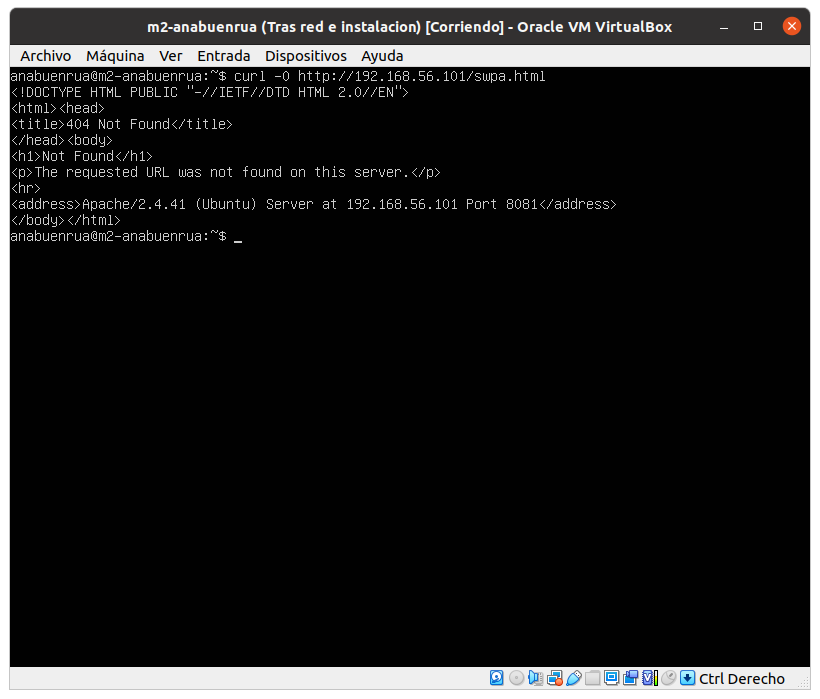 m2-anabuenrua (Tras red e instalacion) [Corriendo] - Oracle VM VirtualBox
Archivo Máquina Ver Entrada Dispositivos Ayuda
anabuenrua@m2-anabuenrua:~$ curl -0 http://192.168.56.101/swpa.html
<!DOCTYPE HTML PUBLIC "-//IETF//DTD HTML 2.0//EN">
<html><head>
<title>404 Not Found</title>
</head><body>
<h1>Not Found</h1>
<p>The requested URL was not found on this server.</p>
<hr>
<address>Apache/2.4.41 (Ubuntu) Server at 192.168.56.101 Port 8081</address>
</body></html>
anabuenrua@m2-anabuenrua:~$ _
Ctrl Derecho